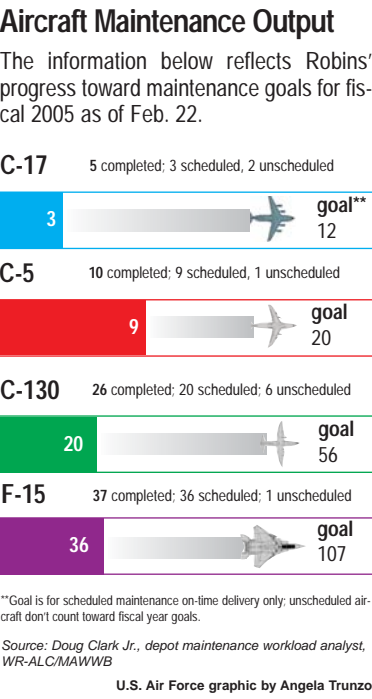 Aircraft Maintenance Output
The information below reflects Robins'
progress toward maintenance goals for fis-
cal 2005 as of Feb. 22.
C-17 5 completed; 3 scheduled, 2 unscheduled
3 goal**
12
C-5 10 completed; 9 scheduled, 1 unscheduled
9 goal
20
C-130 26 completed; 20 scheduled; 6 unscheduled
20 goal
56
F-15 37 completed; 36 scheduled; 1 unscheduled
36 goal
107
**Goal is for scheduled maintenance on-time delivery only; unscheduled air-
craft don't count toward fiscal year goals.
Source: Doug Clark Jr., depot maintenance workload analyst,
WR-ALC/MAWWB
U.S. Air Force graphic by Angela Trunzo